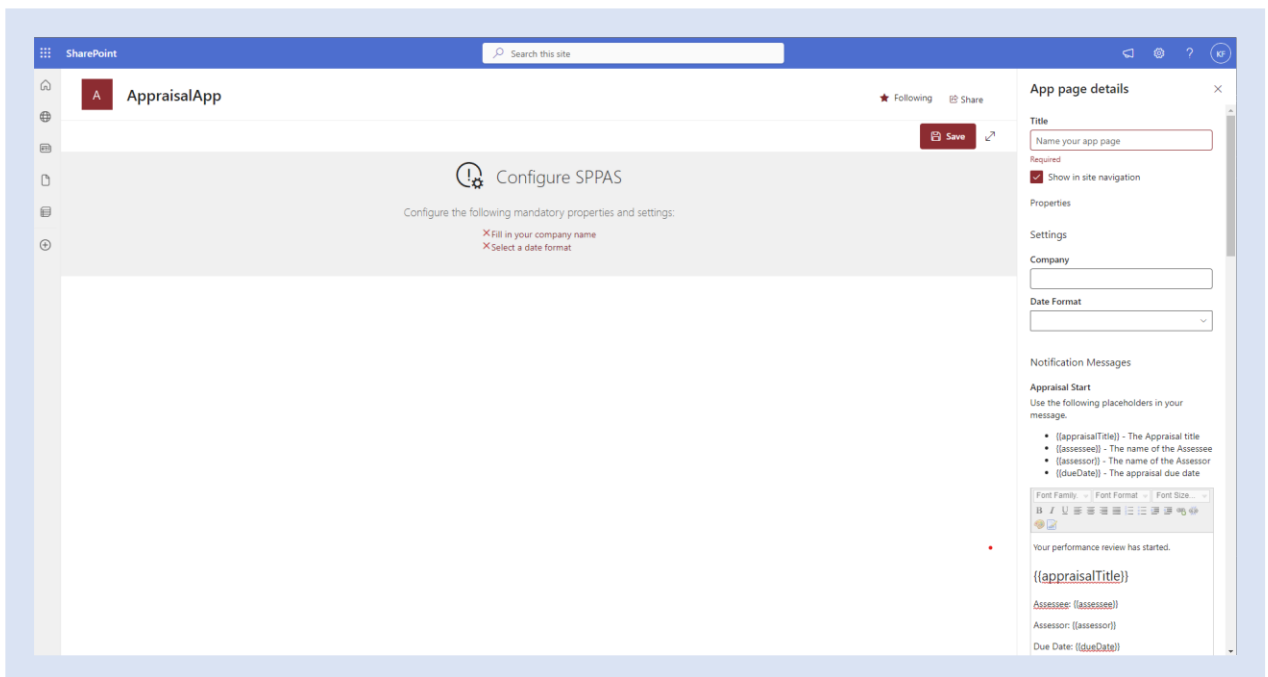 SharePoint
Search this site
KF
A AppraisalApp
Following Share
Save
Configure SPPAS
Configure the following mandatory properties and settings:
Fill in your company name
Select a date format
App page details
Title
Name your app page
Required
Show in site navigation
Properties
Settings
Company
Date Format
Notification Messages
Appraisal Start
Use the following placeholders in your
message.
{{appraisalTitle}} - The Appraisal title
{{assessee}} - The name of the Assessee
{{assessor}} - The name of the Assessor
{{dueDate}} - The appraisal due date
Font Family. Font Format Font Size...
B I U
Your performance review has started.
{{appraisalTitle}}
Assessee: {{assessee}}
Assessor: {{assessor}}
Due Date: {{dueDate}}